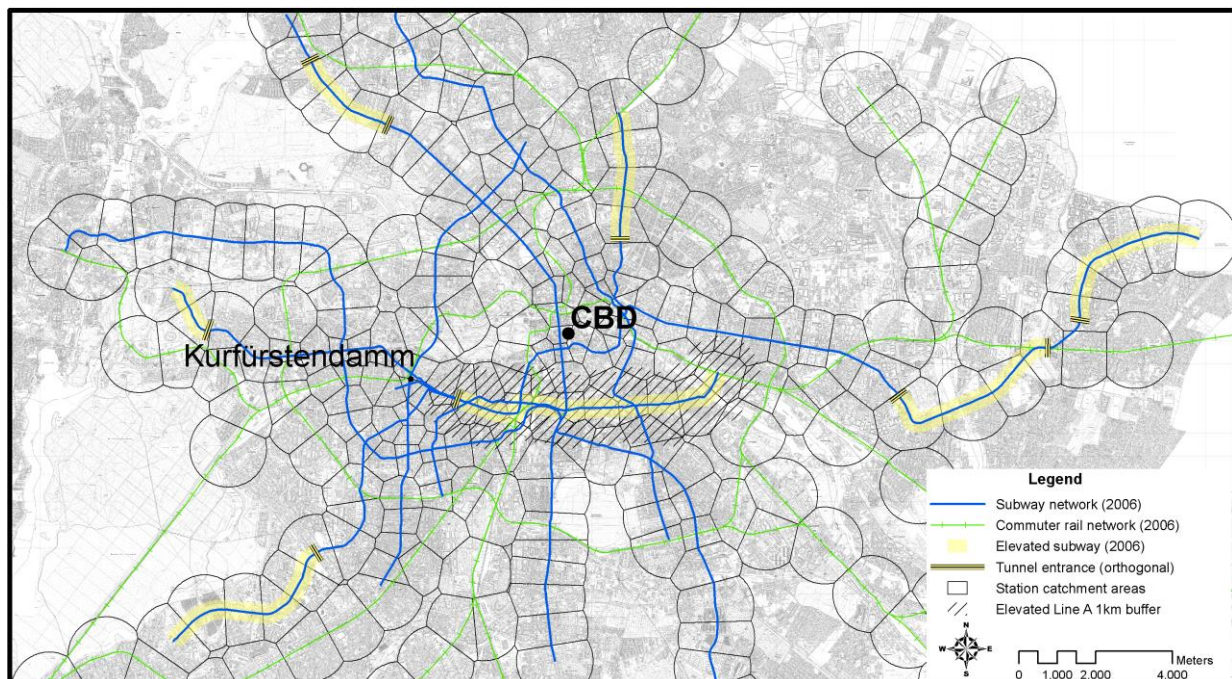 CBD
Kurfürstendamm
Legend
Subway network (2006)
Commuter rail network (2006)
Elevated subway (2006)
Tunnel entrance (orthogonal)
Station catchment areas
Elevated Line A 1km buffer
N
W E
S
Meters
0 1.000 2.000 4.000